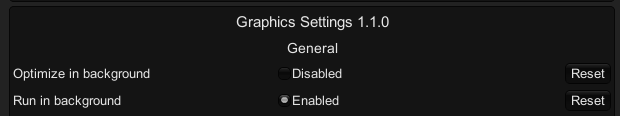 Graphics Settings 1.1.0
General
Optimize in background Disabled Reset
Run in background Enabled Reset